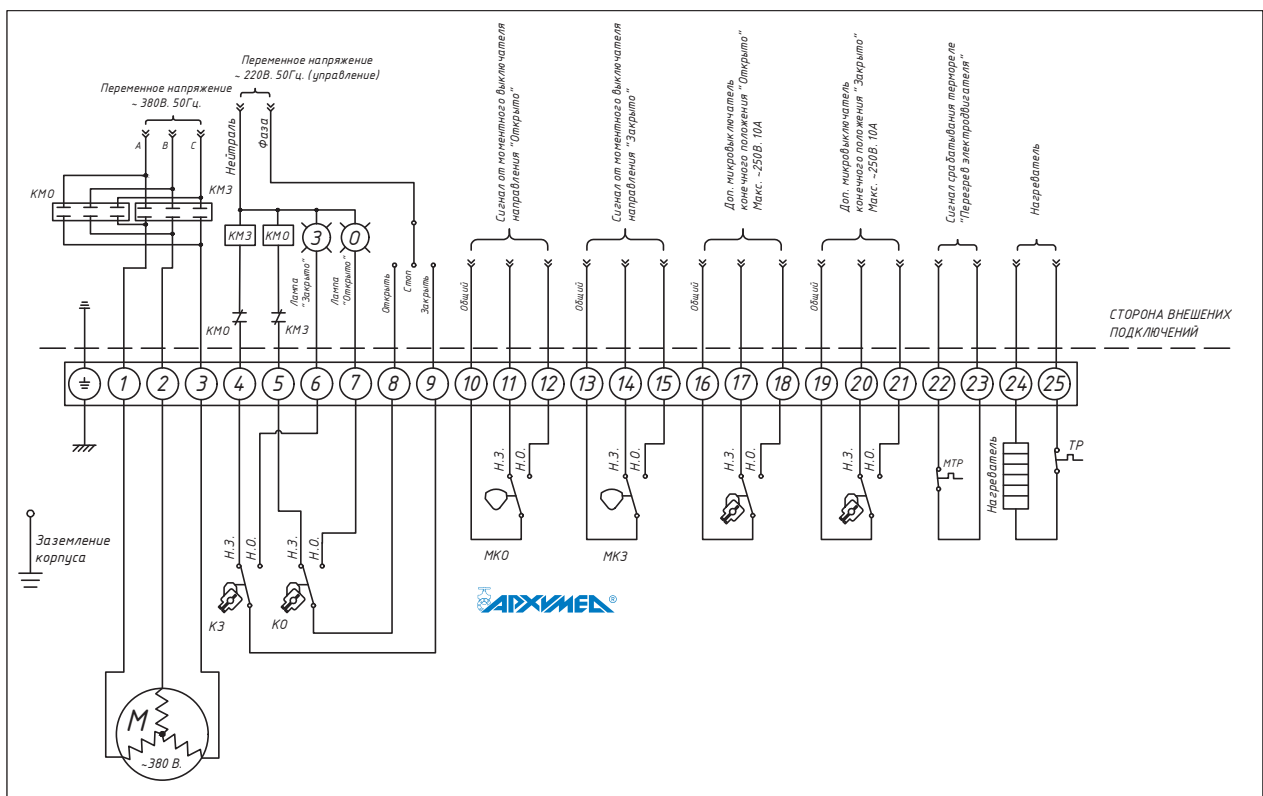 Переменное напряжение
~ 220В. 50Гц. (управление)
Переменное напряжение
~ 380В. 50Гц.
A
B
C
Нейтраль
Фаза
КМО
КМЗ
КМЗ
КМО
З
О
Лампа
"Закрыто"
Лампа
"Открыто"
Открыть
Стоп
Закрыть
КМО
КМЗ
Сигнал от моментного выключателя
направления "Открыто"
Общий
Сигнал от моментного выключателя
направления "Закрыто"
Общий
Доп. микровыключатель
конечного положения "Открыто"
Макс. ~250В. 10А
Общий
Доп. микровыключатель
конечного положения "Закрыто"
Макс. ~250В. 10А
Общий
Сигнал срабатывания термореле
"Перегрев электродвигателя"
Нагреватель
СТОРОНА ВНЕШЕНИХ
ПОДКЛЮЧЕНИЙ
1 2 3 4 5 6 7 8 9 10 11 12 13 14 15 16 17 18 19 20 21 22 23 24 25
Н.З.
Н.О.
Н.З.
Н.О.
Н.З.
Н.О.
Н.З.
Н.О.
МТР
Нагреватель
ТР
Заземление
корпуса
Н.З.
Н.О.
Н.З.
Н.О.
МКО
МКЗ
КЗ
КО
АРХИМЕД®
М
~380 В.